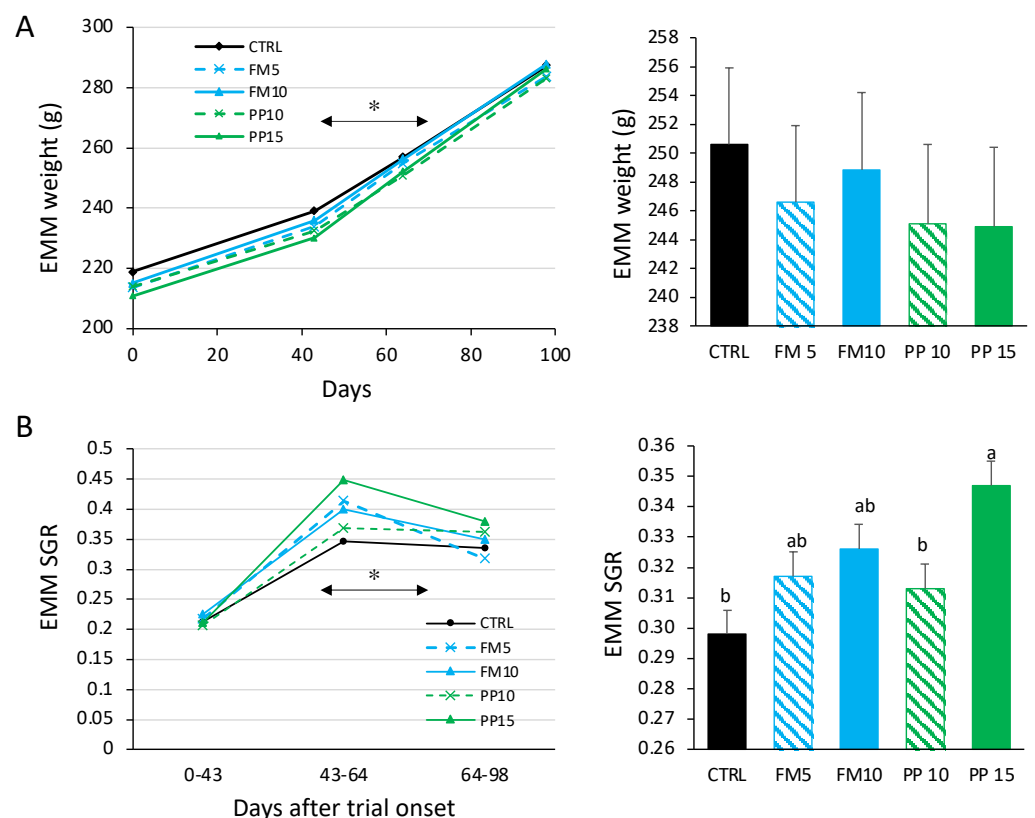 A
EMM weight (g)
300
280
260
240
220
200
0
20
40
60
80
100
Days
CTRL
FM5
FM10
PP10
PP15
*
EMM weight (g)
258
256
254
252
250
248
246
244
242
240
238
CTRL
FM 5
FM10
PP 10
PP 15
B
EMM SGR
0.5
0.45
0.4
0.35
0.3
0.25
0.2
0.15
0.1
0.05
0
0-43
43-64
64-98
Days after trial onset
*
CTRL
FM5
FM10
PP10
PP15
EMM SGR
0.36
0.35
0.34
0.33
0.32
0.31
0.30
0.29
0.28
0.27
0.26
b
ab
ab
b
a
CTRL
FM5
FM10
PP 10
PP 15